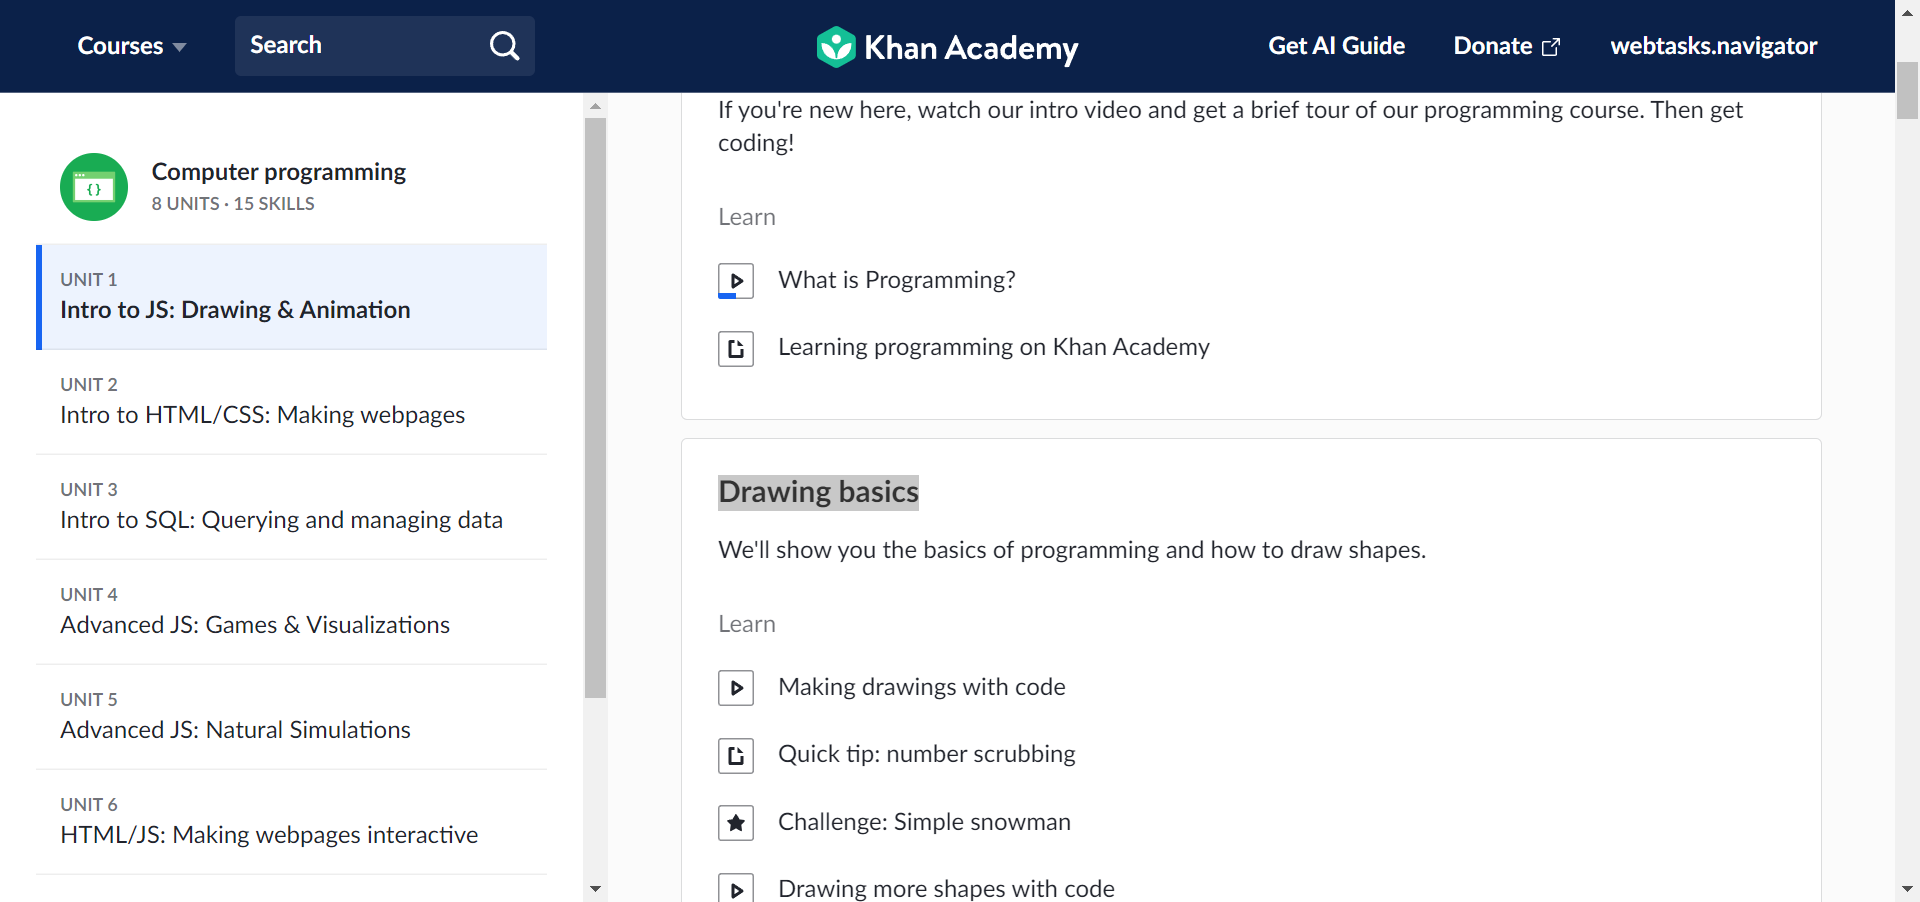 Courses
Search
Khan Academy
Get AI Guide
Donate
webtasks.navigator
Computer programming
8 UNITS · 15 SKILLS
UNIT 1
Intro to JS: Drawing & Animation
UNIT 2
Intro to HTML/CSS: Making webpages
UNIT 3
Intro to SQL: Querying and managing data
UNIT 4
Advanced JS: Games & Visualizations
UNIT 5
Advanced JS: Natural Simulations
UNIT 6
HTML/JS: Making webpages interactive
If you're new here, watch our intro video and get a brief tour of our programming course. Then get
coding!
Learn
What is Programming?
Learning programming on Khan Academy
Drawing basics
We'll show you the basics of programming and how to draw shapes.
Learn
Making drawings with code
Quick tip: number scrubbing
Challenge: Simple snowman
Drawing more shapes with code